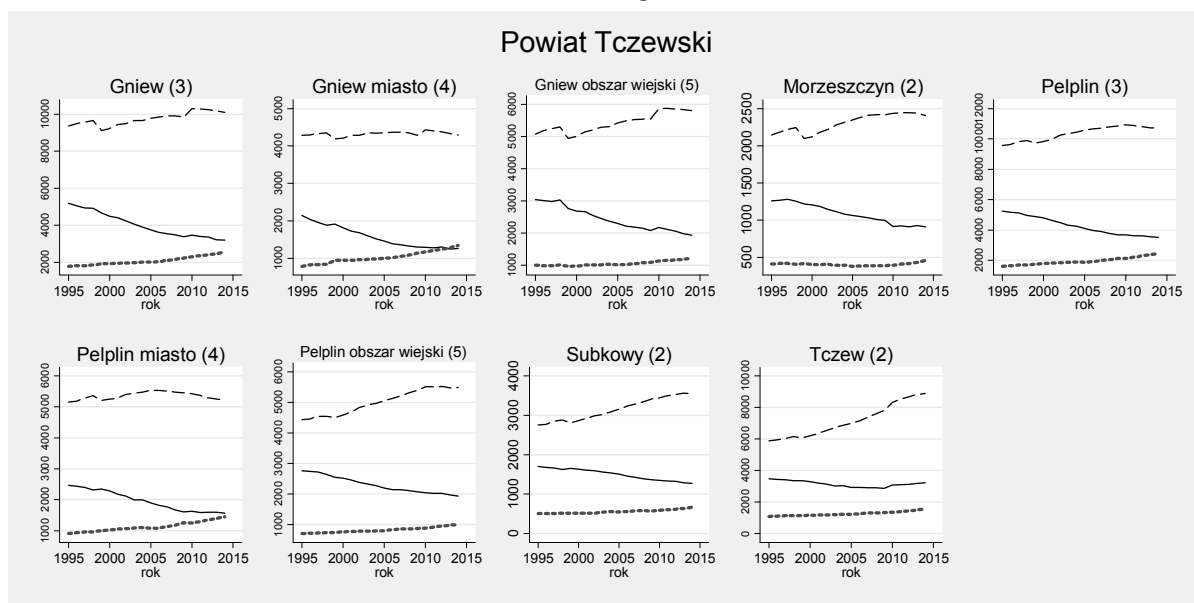 Powiat Tczewski
Gniew (3)
2000 4000 6000 8000 10000
1995 2000 2005 2010 2015
rok
Gniew miasto (4)
1000 2000 3000 4000 5000
1995 2000 2005 2010 2015
rok
Gniew obszar wiejski (5)
1000 2000 3000 4000 5000 6000
1995 2000 2005 2010 2015
rok
Morzeszczyn (2)
500 1000 1500 2000 2500
1995 2000 2005 2010 2015
rok
Pelplin (3)
2000 4000 6000 8000 10000 12000
1995 2000 2005 2010 2015
rok
Pelplin miasto (4)
1000 2000 3000 4000 5000 6000
1995 2000 2005 2010 2015
rok
Pelplin obszar wiejski (5)
1000 2000 3000 4000 5000 6000
1995 2000 2005 2010 2015
rok
Subkowy (2)
0 1000 2000 3000 4000
1995 2000 2005 2010 2015
rok
Tczew (2)
0 2000 4000 6000 8000 10000
1995 2000 2005 2010 2015
rok